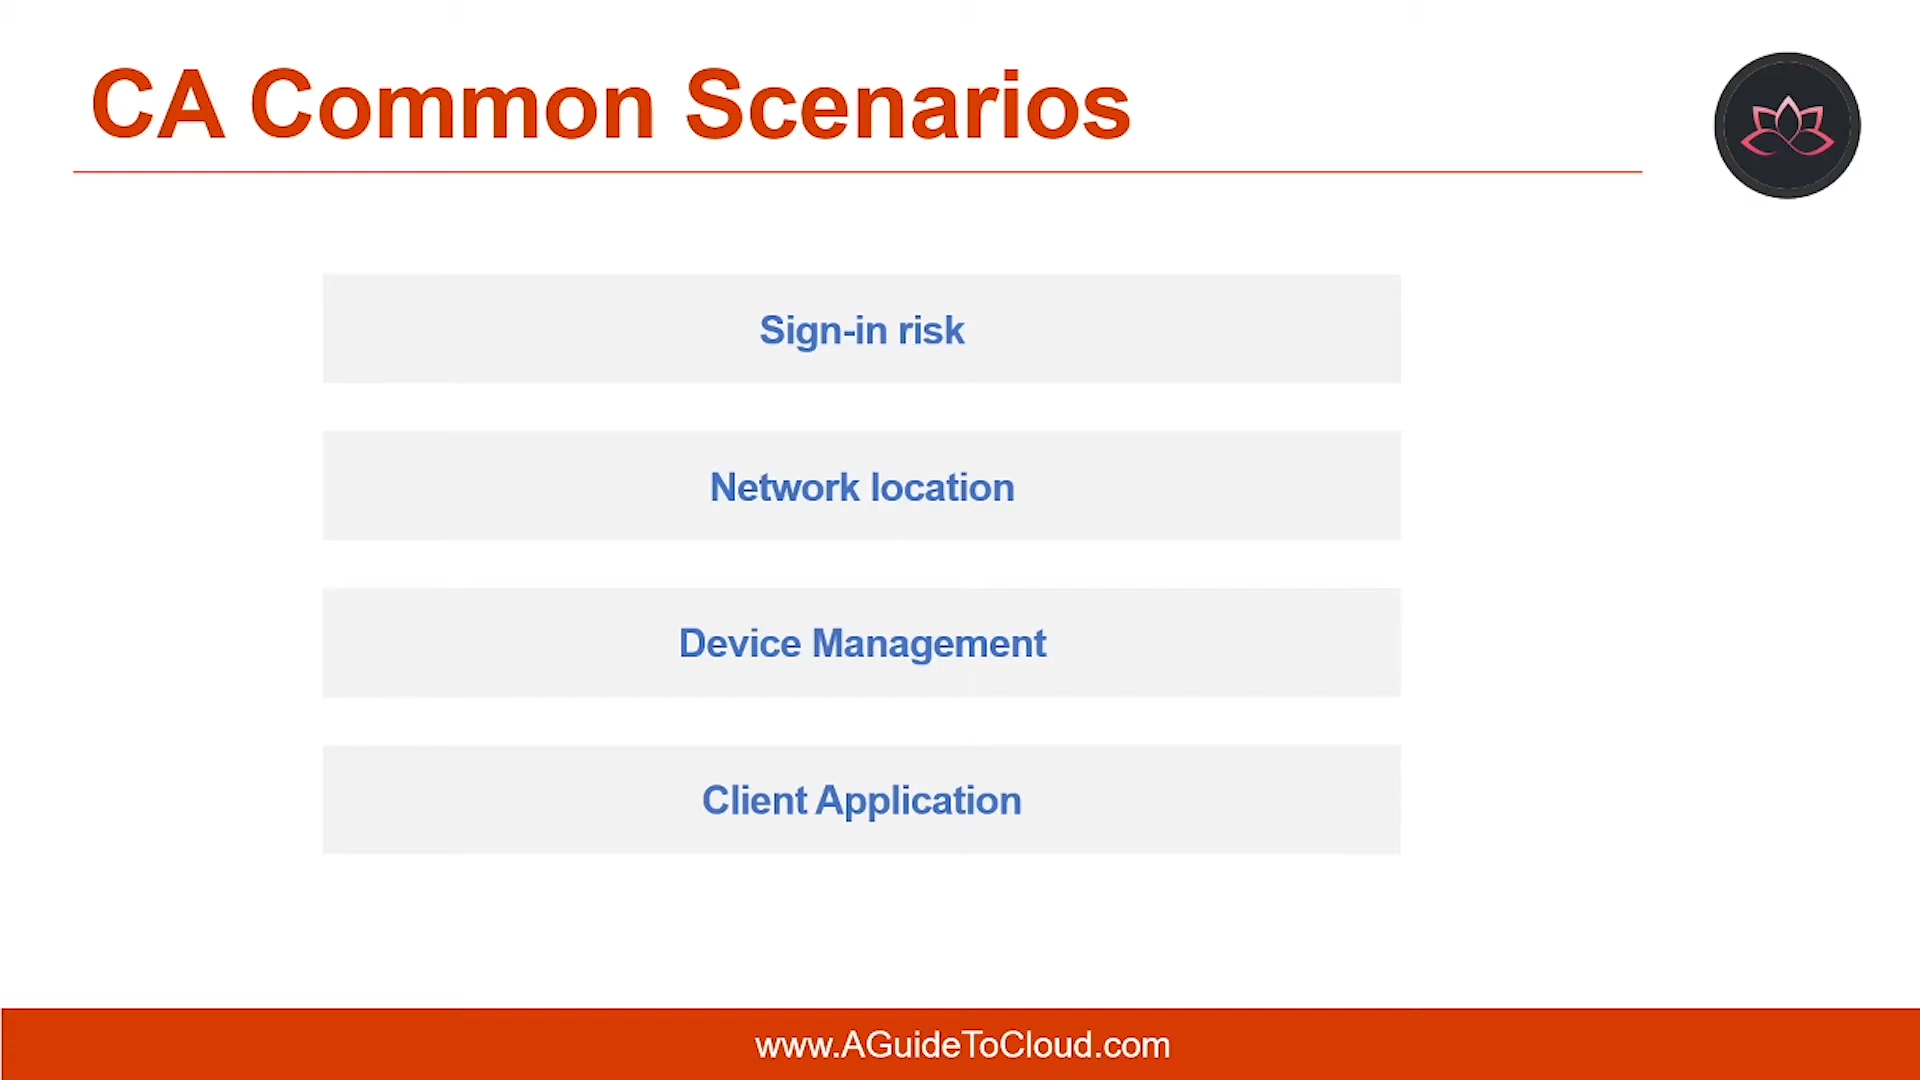 CA Common Scenarios
Sign-in risk
Network location
Device Management
Client Application
www.AGuideToCloud.com